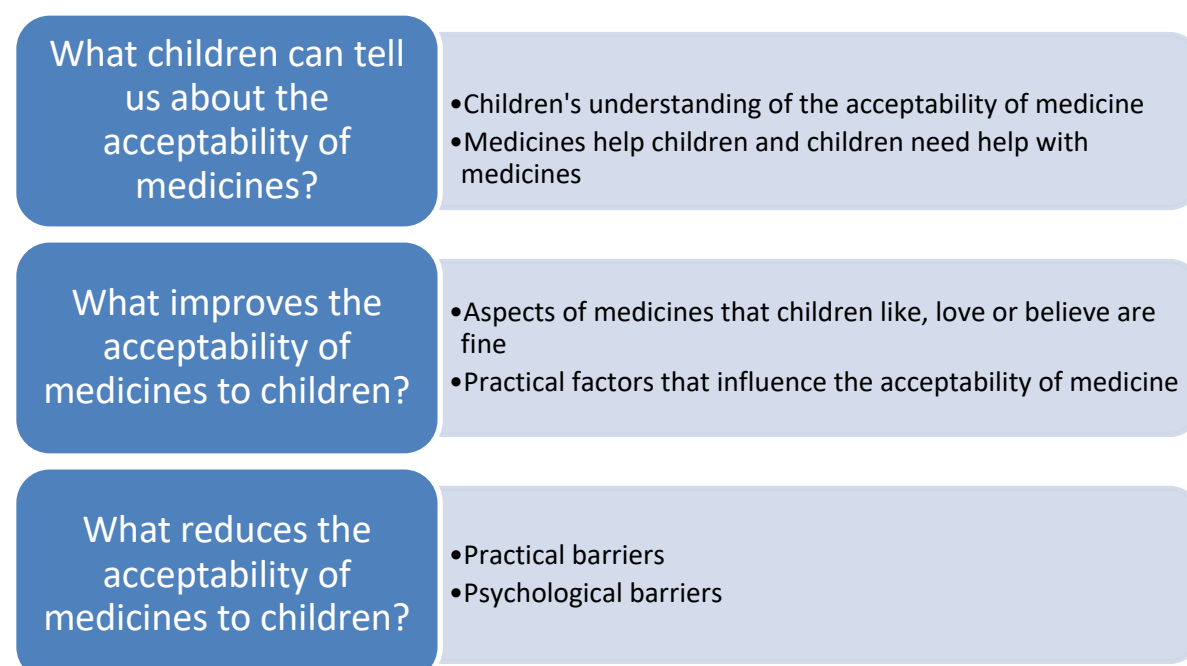 What children can tell
us about the
acceptability of
medicines?
•Children's understanding of the acceptability of medicine
•Medicines help children and children need help with
medicines
What improves the
acceptability of
medicines to children?
•Aspects of medicines that children like, love or believe are
fine
•Practical factors that influence the acceptability of medicine
What reduces the
acceptability of
medicines to children?
•Practical barriers
•Psychological barriers